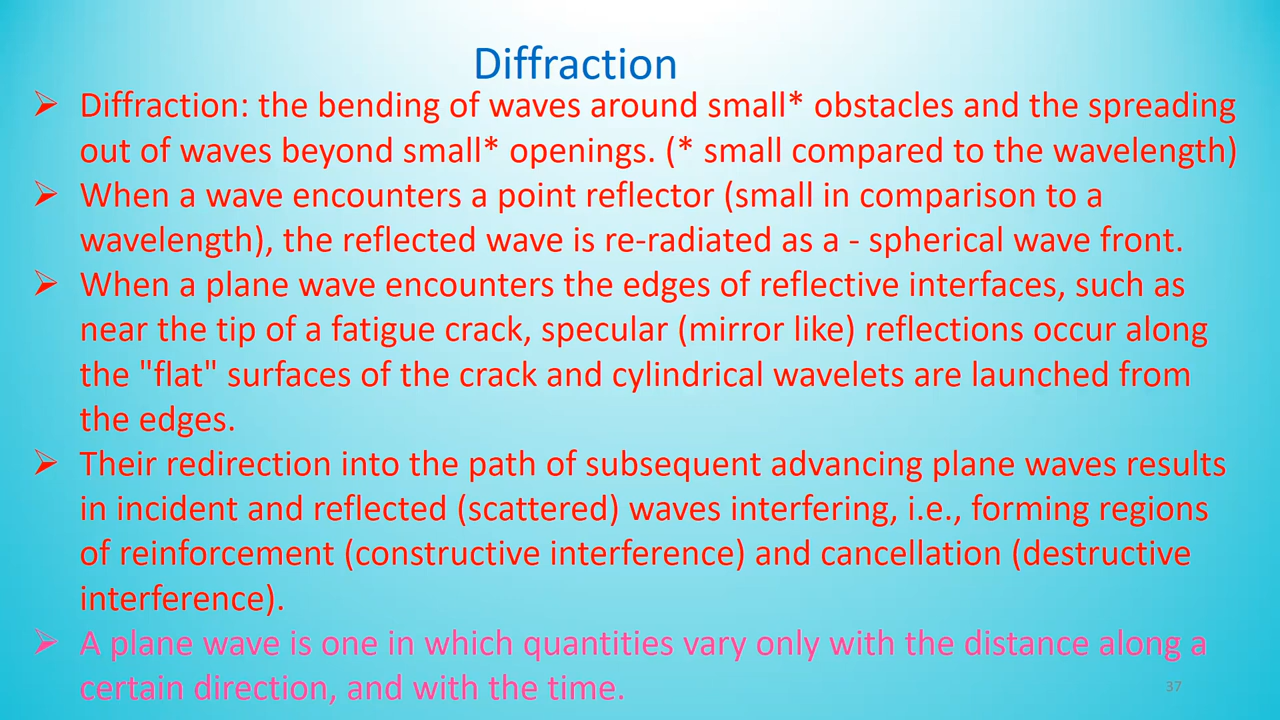 Diffraction
➢ Diffraction: the bending of waves around small* obstacles and the spreading
out of waves beyond small* openings. (* small compared to the wavelength)
➢ When a wave encounters a point reflector (small in comparison to a
wavelength), the reflected wave is re-radiated as a - spherical wave front.
➢ When a plane wave encounters the edges of reflective interfaces, such as
near the tip of a fatigue crack, specular (mirror like) reflections occur along
the "flat" surfaces of the crack and cylindrical wavelets are launched from
the edges.
➢ Their redirection into the path of subsequent advancing plane waves results
in incident and reflected (scattered) waves interfering, i.e., forming regions
of reinforcement (constructive interference) and cancellation (destructive
interference).
➢ A plane wave is one in which quantities vary only with the distance along a
certain direction, and with the time.
37